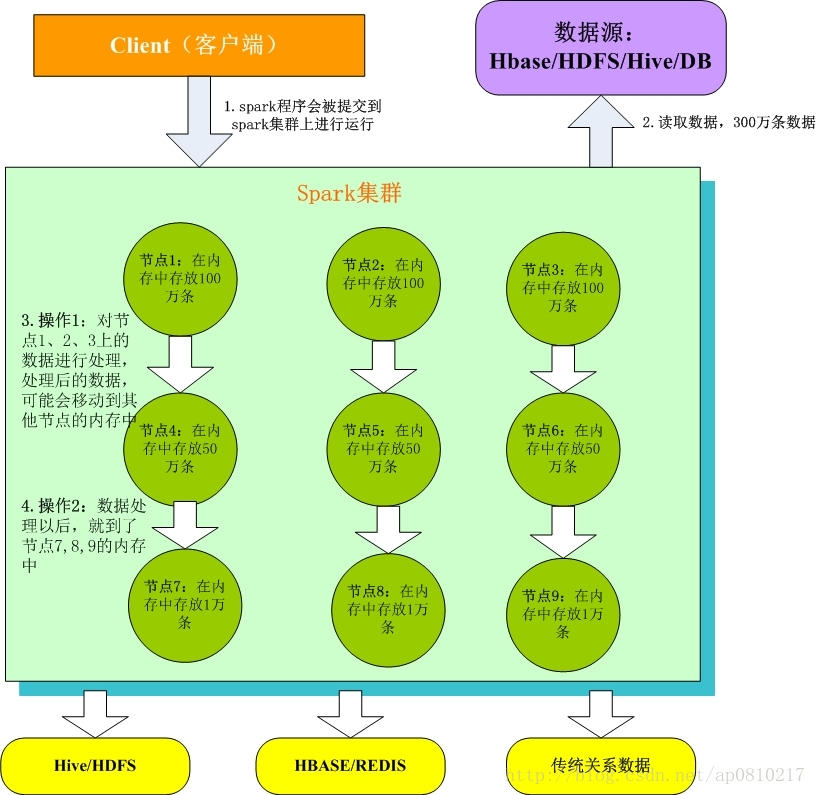 Client（客户端）
数据源：
Hbase/HDFS/Hive/DB
1.spark程序会被提交到
spark集群上进行运行
2.读取数据，300万条数据
Spark集群
节点1：在内
存中存放100
万条
节点2：在内
存中存放100
万条
节点3：在内
存中存放100
万条
3.操作1：对节
点1、2、3上的
数据进行处理，
处理后的数据，
可能会移动到其
他节点的内存中
节点4：在内
存中存放50
万条
节点5：在内
存中存放50
万条
节点6：在内
存中存放50
万条
4.操作2：数据处
理以后，就到了
节点7,8,9的内存
中
节点7：在内
存中存放1万
条
节点8：在内
存中存放1万
条
节点9：在内
存中存放1万
条
Hive/HDFS
HBASE/REDIS
传统关系数据
http://blog.csdn.net/ap0810217